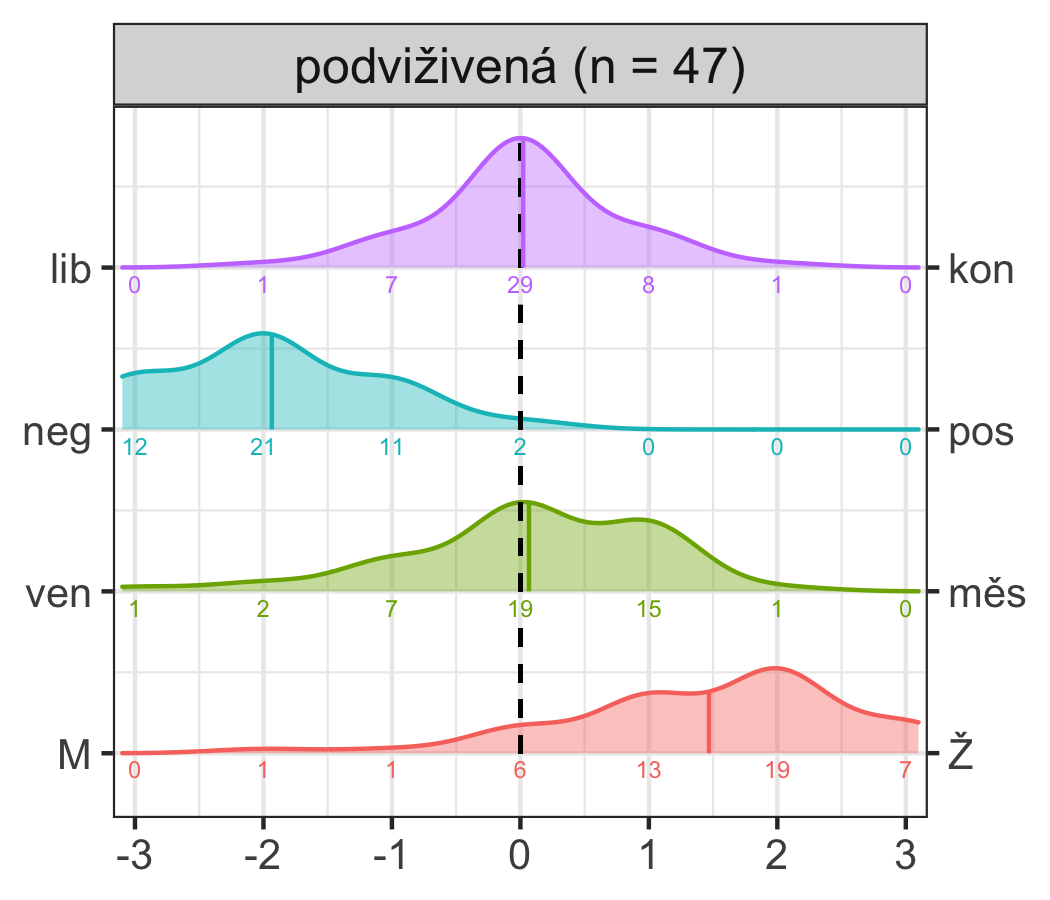 podviživená (n = 47)
lib kon
0 1 7 29 8 1 0
neg pos
12 21 11 2 0 0 0
ven měs
1 2 7 19 15 1 0
M Ž
0 1 1 6 13 19 7
-3 -2 -1 0 1 2 3